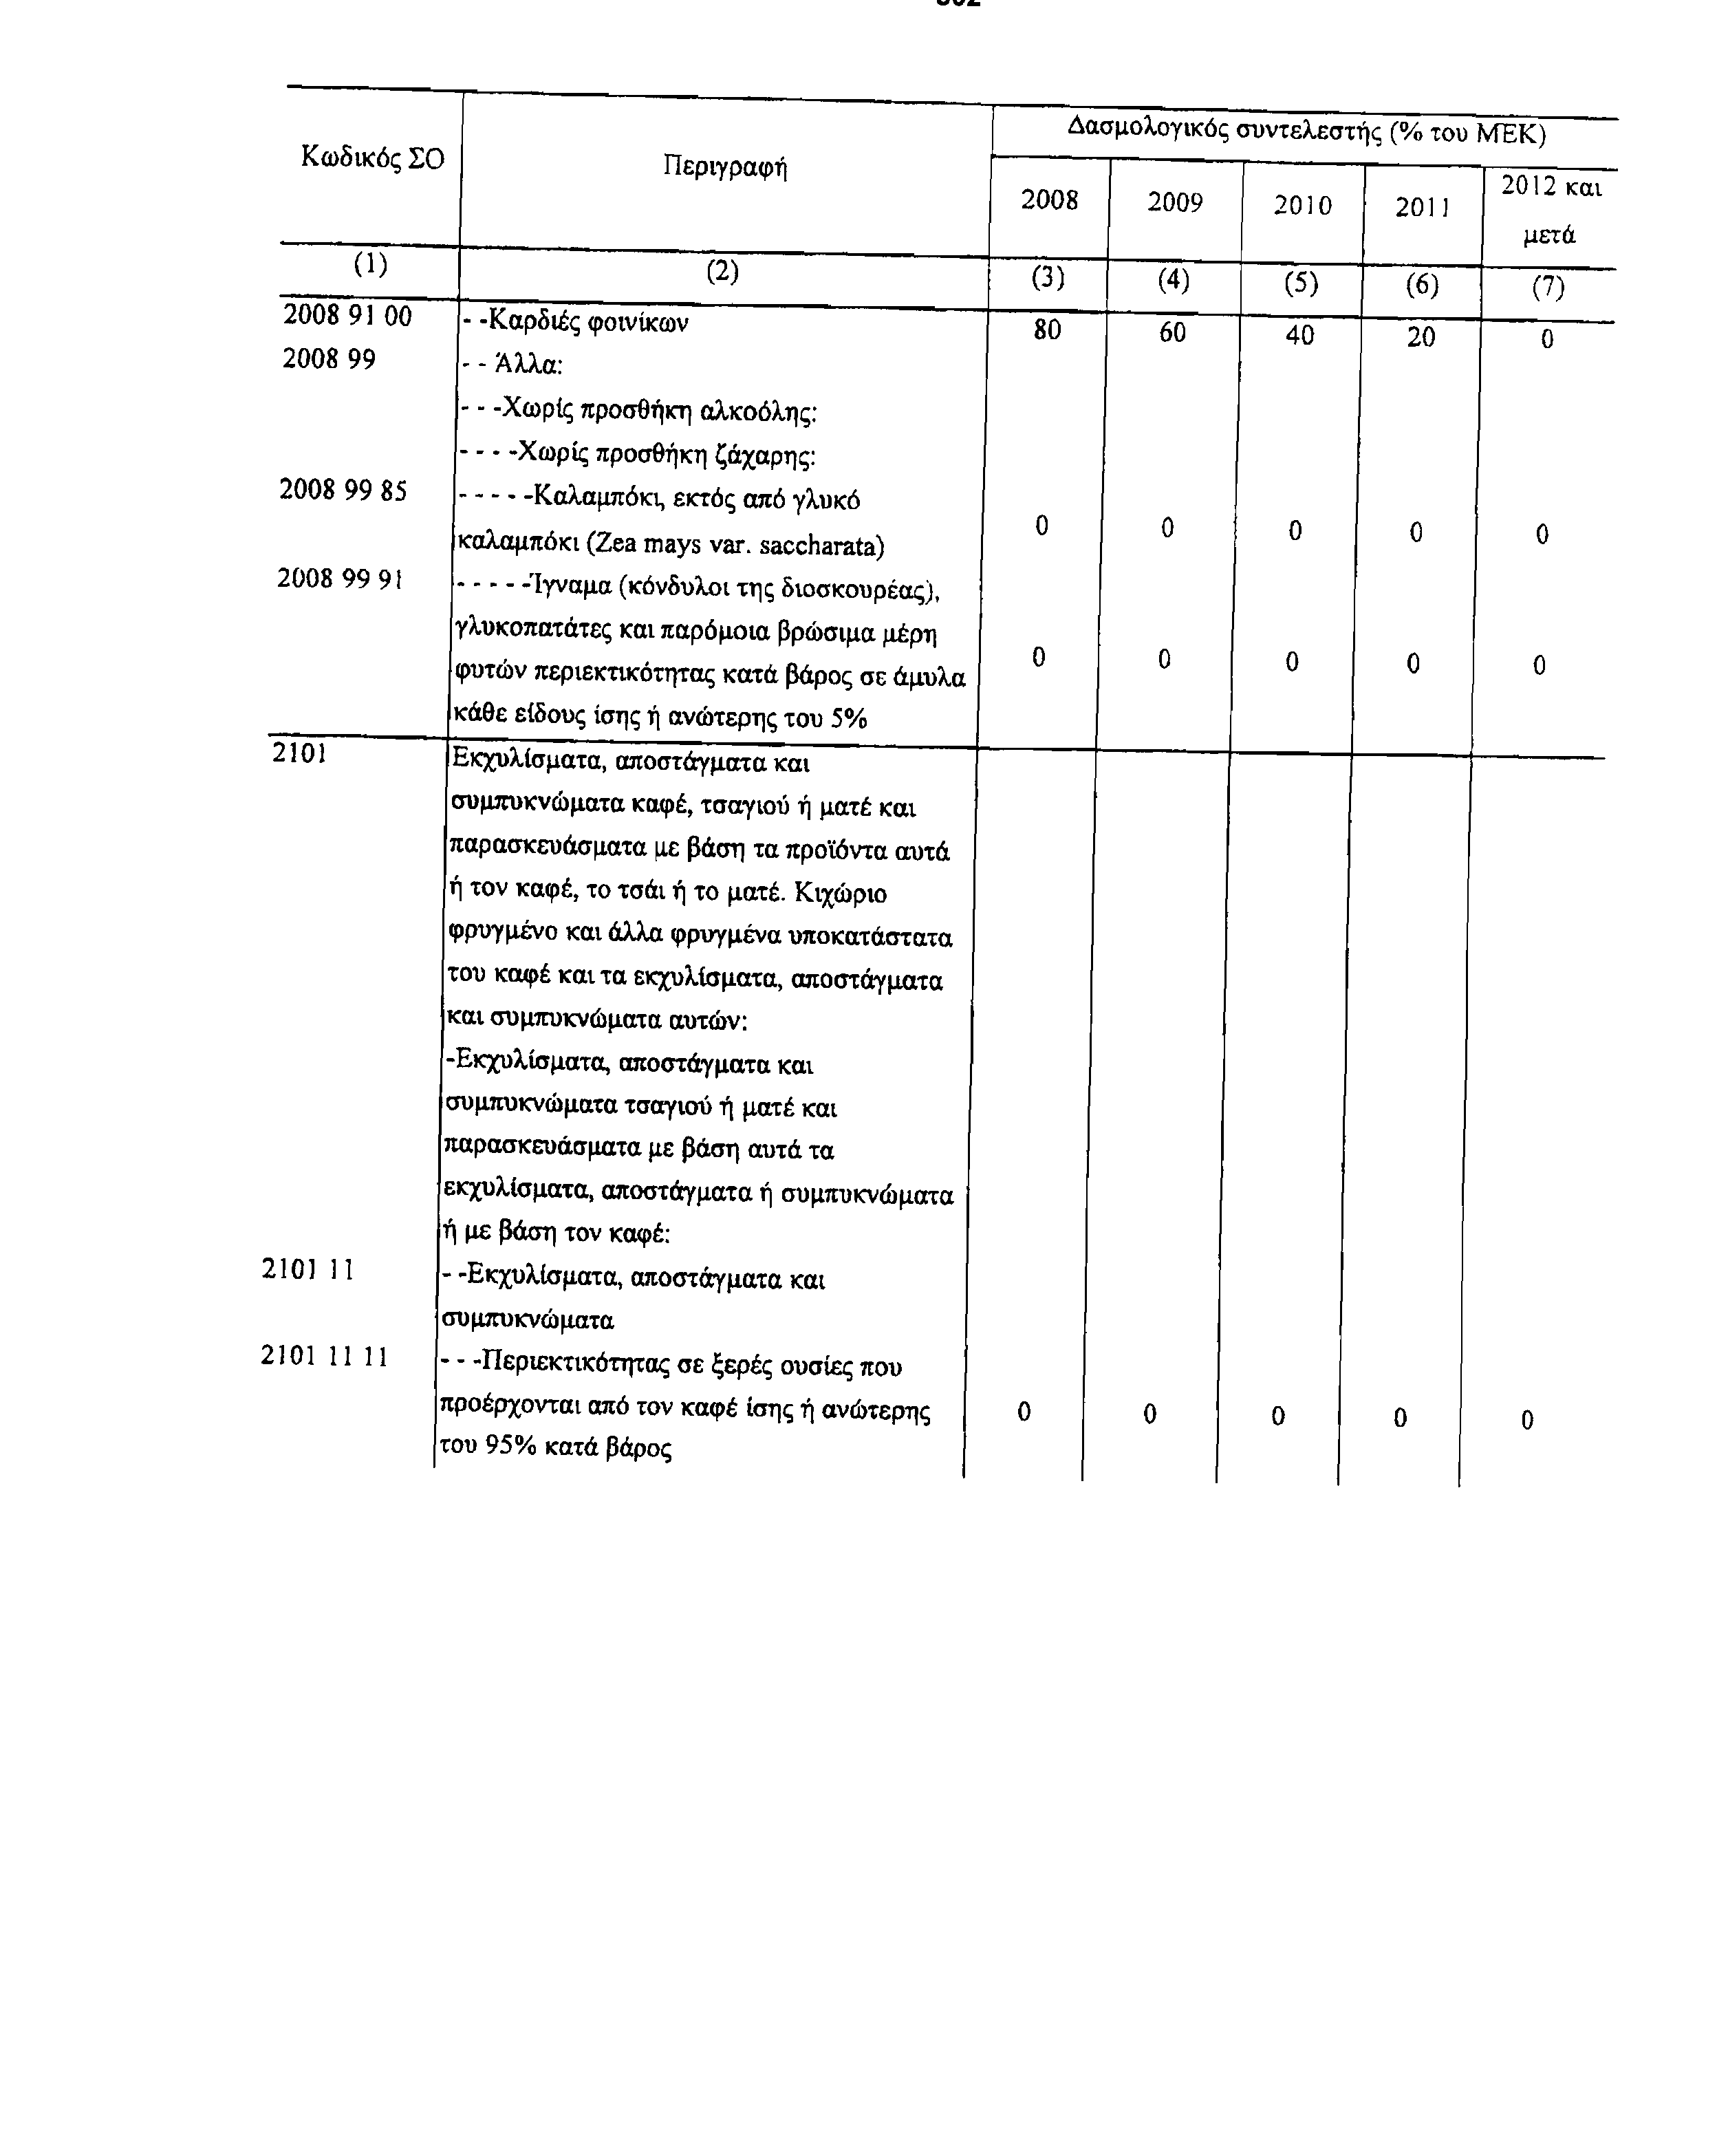 Κωδικός ΣΟ Περιγραφή Δασμολογικός συντελεστής (% του ΜΕΚ)
2008 2009 2010 2011 2012 και μετά
(1) (2) (3) (4) (5) (6) (7)
2008 91 00 - -Καρδιές φοινίκων 80 60 40 20 0
2008 99 - - Άλλα:
- - -Χωρίς προσθήκη αλκοόλης:
- - - -Χωρίς προσθήκη ζάχαρης:
2008 99 85 - - - - -Καλαμπόκι, εκτός από γλυκό
καλαμπόκι (Zea mays var. saccharata) 0 0 0 0 0
2008 99 91 - - - - -Ίγναμα (κόνδυλοι της διοσκουρέας),
γλυκοπατάτες και παρόμοια βρώσιμα μέρη
φυτών περιεκτικότητας κατά βάρος σε άμυλα 0 0 0 0 0
κάθε είδους ίσης ή ανώτερης του 5%
2101 Εκχυλίσματα, αποστάγματα και
συμπυκνώματα καφέ, τσαγιού ή ματέ και
παρασκευάσματα με βάση τα προϊόντα αυτά
ή τον καφέ, το τσάι ή το ματέ. Κιχώριο
φρυγμένο και άλλα φρυγμένα υποκατάστατα
του καφέ και τα εκχυλίσματα, αποστάγματα
και συμπυκνώματα αυτών:
-Εκχυλίσματα, αποστάγματα και
συμπυκνώματα τσαγιού ή ματέ και
παρασκευάσματα με βάση αυτά τα
εκχυλίσματα, αποστάγματα ή συμπυκνώματα
ή με βάση τον καφέ:
2101 11 - -Εκχυλίσματα, αποστάγματα και
συμπυκνώματα
2101 11 11 - - -Περιεκτικότητας σε ξερές ουσίες που
προέρχονται από τον καφέ ίσης ή ανώτερης 0 0 0 0 0
του 95% κατά βάρος